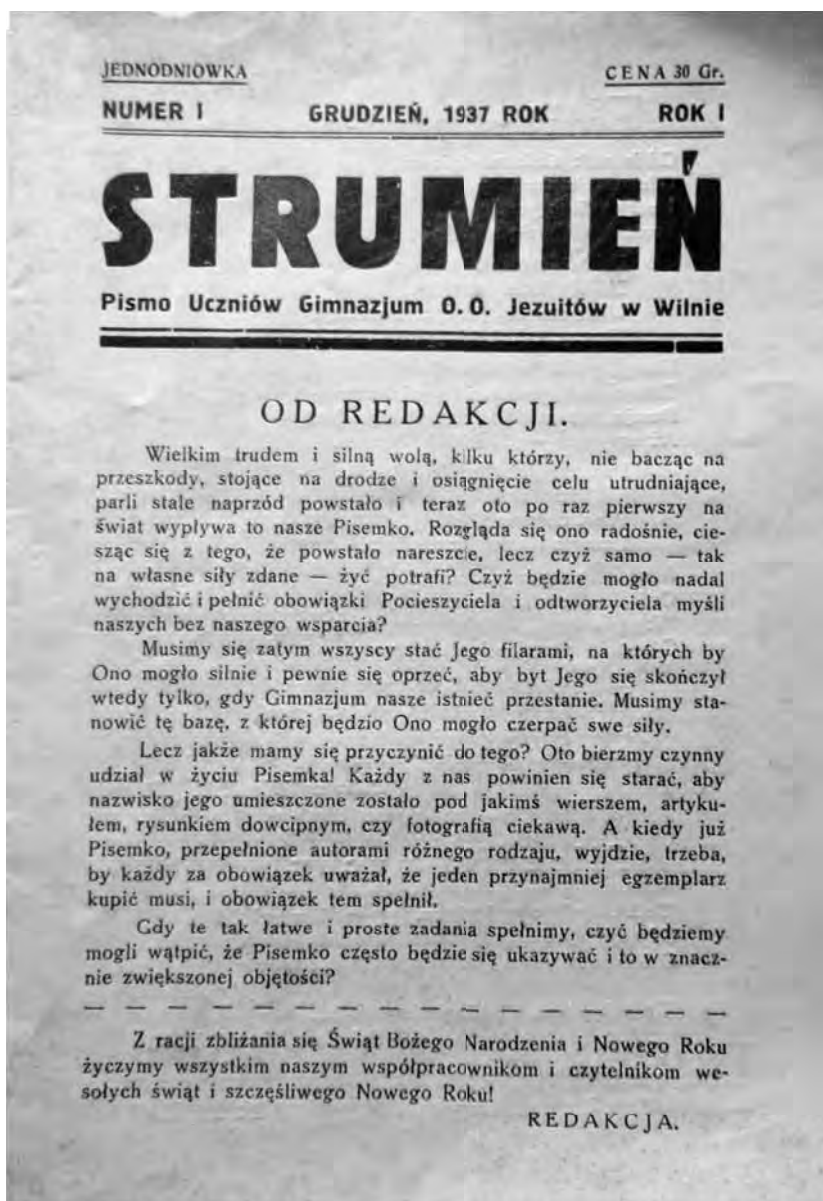 JEDNODNIOWKA CENA 30 Gr.
NUMER I GRUDZIEŃ, 1937 ROK ROK I
STRUMIEŃ
Pismo Uczniów Gimnazjum O.O. Jezuitów w Wilnie
OD REDAKCJI.
Wielkim trudem i silną wolą, kilku którzy, nie bacząc na
przeszkody, stojące na drodze i osiągnięcie celu utrudniające,
parli stale naprzód powstało i teraz oto po raz pierwszy na
świat wypływa to nasze Pisemko. Rozgląda się ono radośnie, cie-
sząc się z tego, że powstało nareszcie, lecz czyż samo — tak
na własne siły zdane — żyć potrafi? Czyż będzie mogło nadal
wychodzić i pełnić obowiązki Pocieszyciela i odtworzyciela myśli
naszych bez naszego wsparcia?
Musimy się zatym wszyscy stać Jego filarami, na których by
Ono mogło silnie i pewnie się oprzeć, aby byt Jego się skończył
wtedy tylko, gdy Gimnazjum nasze istnieć przestanie. Musimy sta-
nowić tę bazę, z której będzio Ono mogło czerpać swe siły.
Lecz jakże mamy się przyczynić do tego? Oto bierzmy czynny
udział w życiu Pisemka! Każdy z nas powinien się starać, aby
nazwisko jego umieszczone zostało pod jakimś wierszem, artyku-
łem, rysunkiem dowcipnym, czy fotografią ciekawą. A kiedy już
Pisemko, przepełnione autorami różnego rodzaju, wyjdzie, trzeba,
by każdy za obowiązek uważał, że jeden przynajmniej egzemplarz
kupić musi, i obowiązek tem spełnił.
Gdy te tak łatwe i proste zadania spełnimy, czyć będziemy
mogli wątpić, że Pisemko często będzie się ukazywać i to w znacz-
nie zwiększonej objętości?
Z racji zbliżania się Świąt Bożego Narodzenia i Nowego Roku
życzymy wszystkim naszym współpracownikom i czytelnikom we-
sołych świąt i szczęśliwego Nowego Roku!
REDAKCJA.